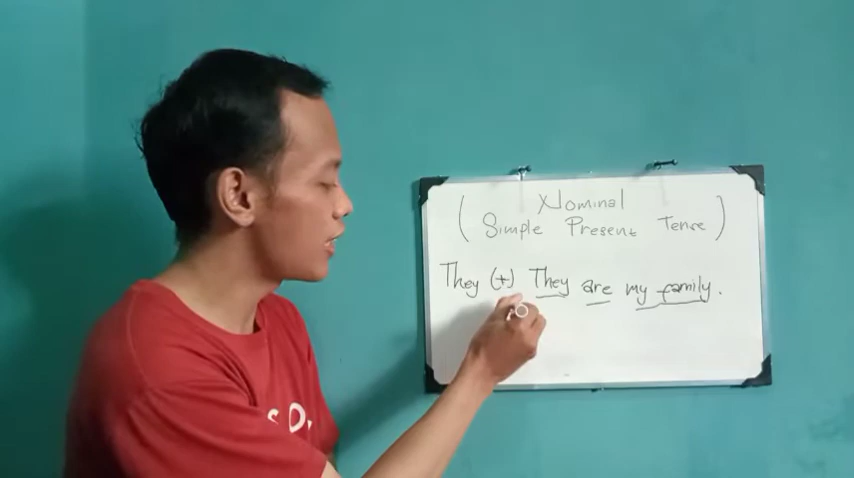 ( Nominal
Simple Present Tense )
They (+) They are my family.